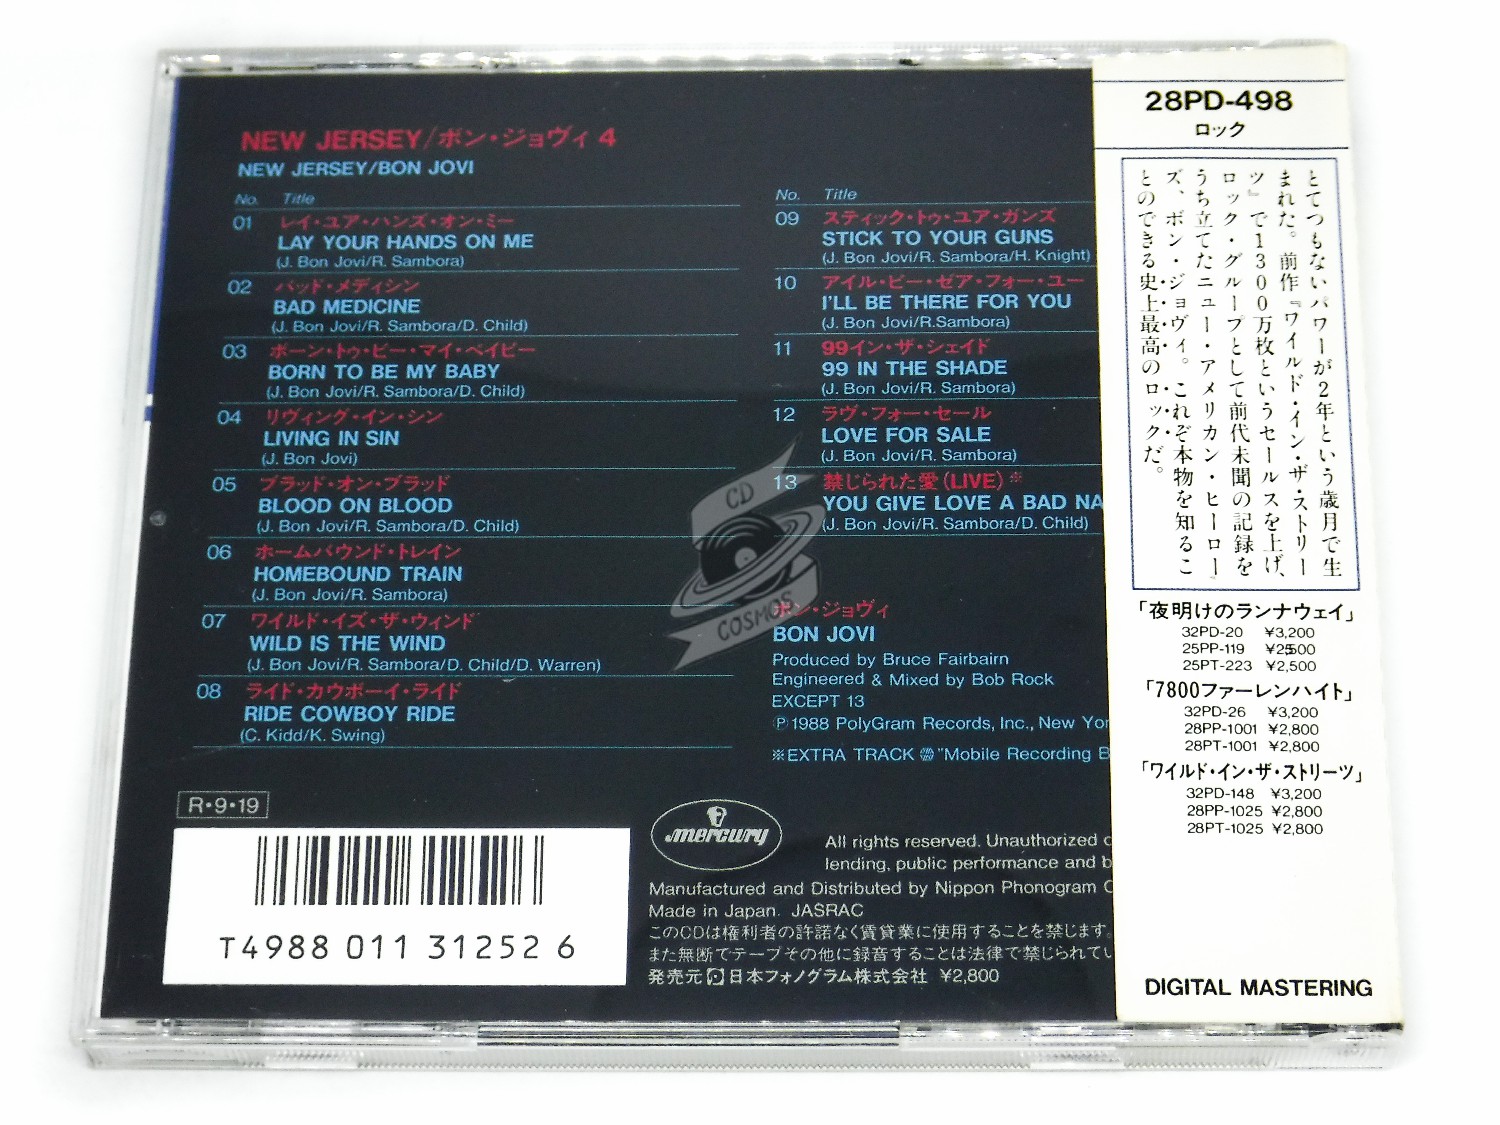 NEW JERSEY/ボン・ジョヴィ 4
NEW JERSEY/BON JOVI
No. Title
01 レイ・ユア・ハンズ・オン・ミー
LAY YOUR HANDS ON ME
(J. Bon Jovi/R. Sambora)
02 バッド・メディシン
BAD MEDICINE
(J. Bon Jovi/R. Sambora/D. Child)
03 ボーン・トゥ・ビー・マイ・ベイビー
BORN TO BE MY BABY
(J. Bon Jovi/R. Sambora/D. Child)
04 リヴィング・イン・シン
LIVING IN SIN
(J. Bon Jovi)
05 ブラッド・オン・ブラッド
BLOOD ON BLOOD
(J. Bon Jovi/R. Sambora/D. Child)
06 ホームバウンド・トレイン
HOMEBOUND TRAIN
(J. Bon Jovi/R. Sambora)
07 ワイルド・イズ・ザ・ウィンド
WILD IS THE WIND
(J. Bon Jovi/R. Sambora/D. Child/D. Warren)
08 ライド・カウボーイ・ライド
RIDE COWBOY RIDE
(C. Kidd/K. Swing)
No. Title
09 スティック・トゥ・ユア・ガンズ
STICK TO YOUR GUNS
(J. Bon Jovi/R. Sambora/H. Knight)
10 アイル・ビー・ゼア・フォー・ユー
I'LL BE THERE FOR YOU
(J. Bon Jovi/R.Sambora)
11 99イン・ザ・シェイド
99 IN THE SHADE
(J. Bon Jovi/R. Sambora)
12 ラヴ・フォー・セール
LOVE FOR SALE
(J. Bon Jovi/R. Sambora)
13 禁じられた愛(LIVE)※
YOU GIVE LOVE A BAD NA
(J. Bon Jovi/R. Sambora/D. Child)
CD
COSMOS
ボン・ジョヴィ
BON JOVI
Produced by Bruce Fairbairn
Engineered & Mixed by Bob Rock
EXCEPT 13
Ⓟ1988 PolyGram Records, Inc., New Yor
※EXTRA TRACK "Mobile Recording B
R・9・19
T4988 011 31252 6
mercury
All rights reserved. Unauthorized c
lending, public performance and b
Manufactured and Distributed by Nippon Phonogram C
Made in Japan. JASRAC
このCDは権利者の許諾なく賃貸業に使用することを禁じます。
また無断でテープその他に録音することは法律で禁じられてい
発売元 日本フォノグラム株式会社 ¥2,800
28PD-498
ロック
とてつもないパワーが2年という歳月で生
まれた。前作『ワイルド・イン・ザ・ストリー
ツ』で1300万枚というセールスを上げ、
ロック・グループとして前代未聞の記録を
うち立てたニュー・アメリカン・ヒーロー
ズ、ボン・ジョヴィ。これぞ本物を知るこ
とのできる史上最高のロックだ。
「夜明けのランナウェイ」
32PD-20 ¥3,200
25PP-119 ¥2,500
25PT-223 ¥2,500
「7800ファーレンハイト」
32PD-26 ¥3,200
28PP-1001 ¥2,800
28PT-1001 ¥2,800
「ワイルド・イン・ザ・ストリーツ」
32PD-148 ¥3,200
28PP-1025 ¥2,800
28PT-1025 ¥2,800
DIGITAL MASTERING